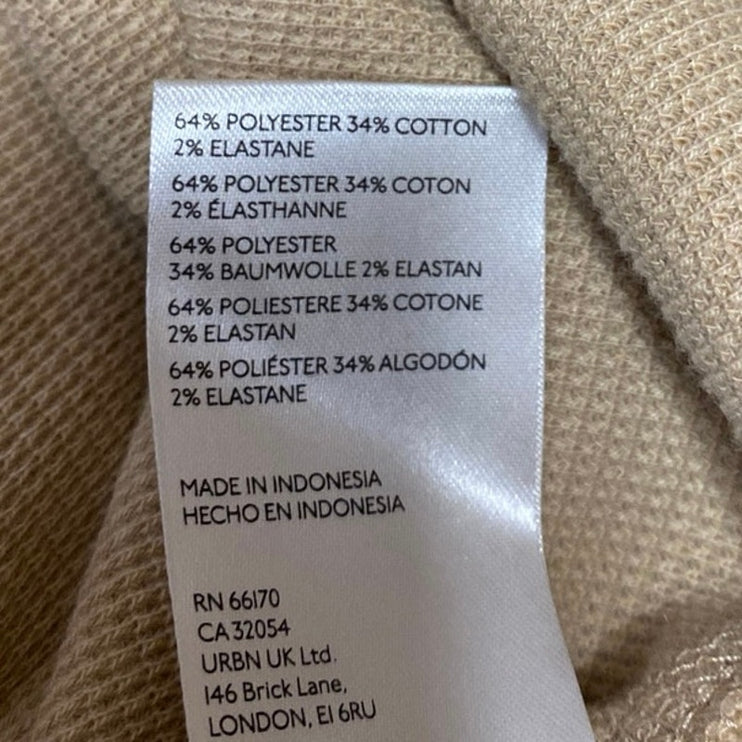 64% POLYESTER 34% COTTON
2% ELASTANE
64% POLYESTER 34% COTON
2% ÉLASTHANNE
64% POLYESTER
34% BAUMWOLLE 2% ELASTAN
64% POLIESTERE 34% COTONE
2% ELASTAN
64% POLIÉSTER 34% ALGODÓN
2% ELASTANE
MADE IN INDONESIA
HECHO EN INDONESIA
RN 66170
CA 32054
URBN UK Ltd.
146 Brick Lane,
LONDON, E1 6RU